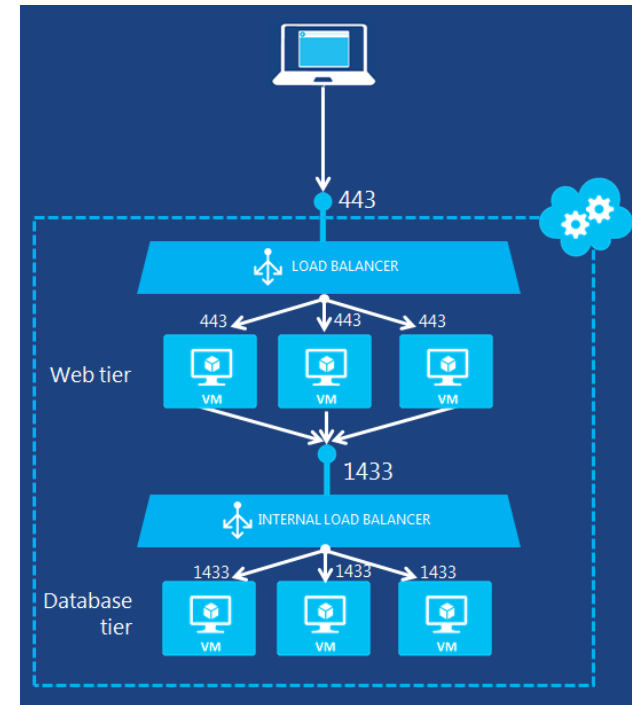 443
LOAD BALANCER
443
443
443
Web tier
VM
VM
VM
1433
INTERNAL LOAD BALANCER
1433
1433
1433
Database
tier
VM
VM
VM